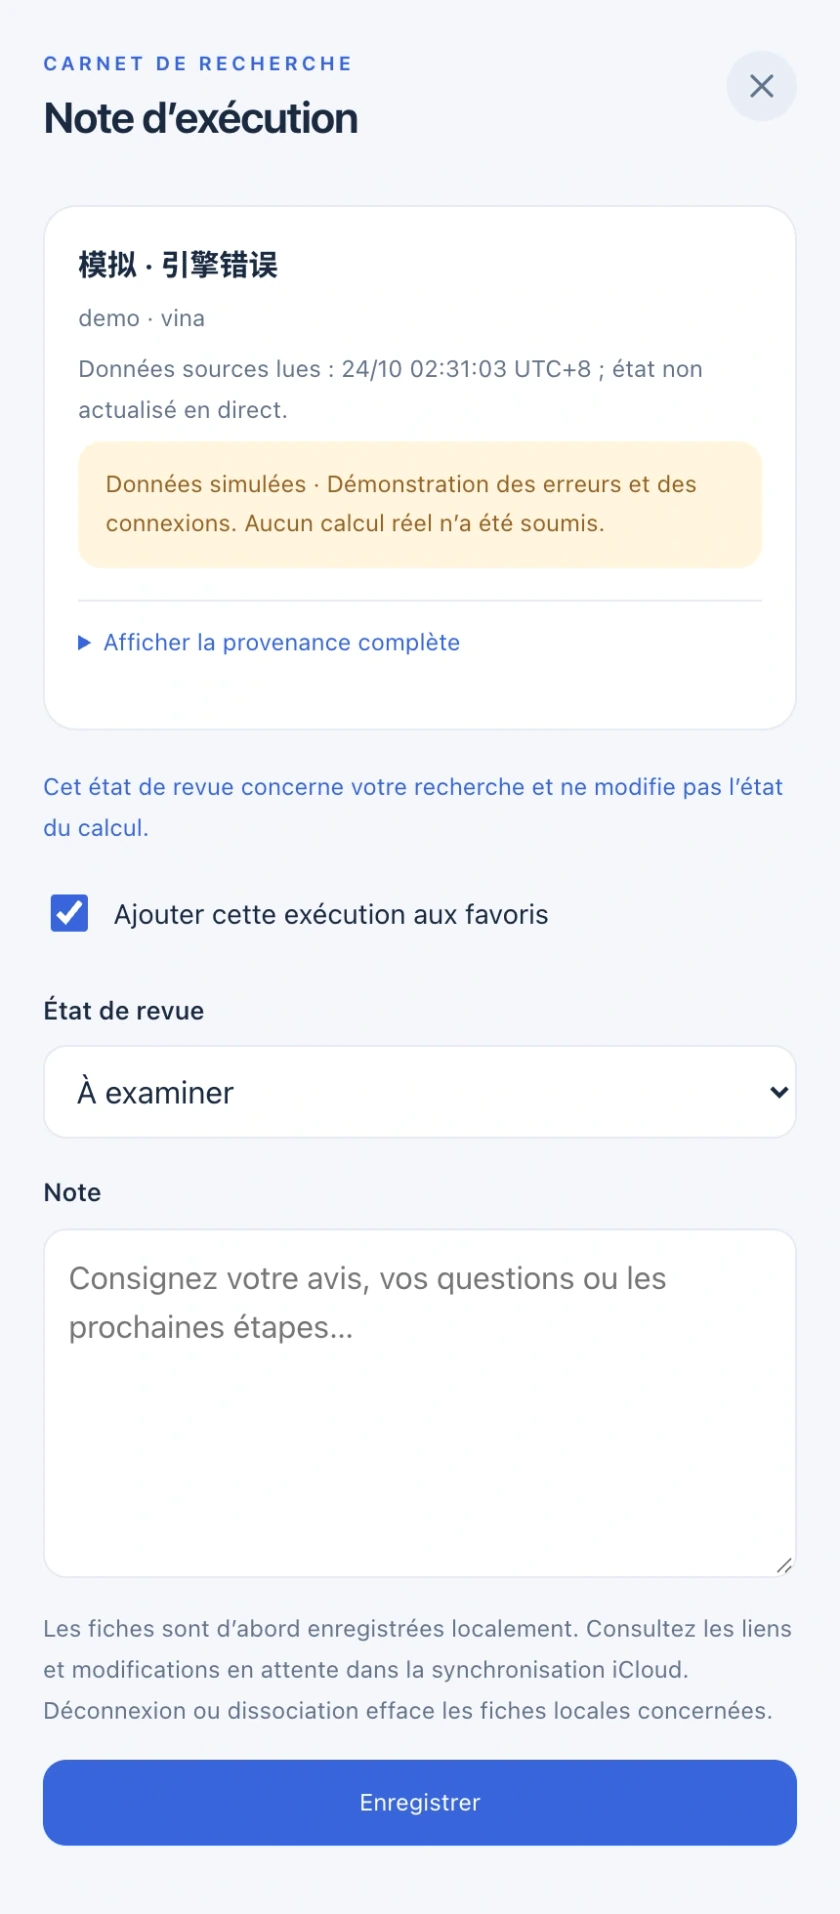 CARNET DE RECHERCHE
Note d’exécution
模拟 · 引擎错误
demo · vina
Données sources lues : 24/10 02:31:03 UTC+8 ; état non
actualisé en direct.
Données simulées · Démonstration des erreurs et des
connexions. Aucun calcul réel n’a été soumis.
Afficher la provenance complète
Cet état de revue concerne votre recherche et ne modifie pas l’état
du calcul.
Ajouter cette exécution aux favoris
État de revue
À examiner
Note
Consignez votre avis, vos questions ou les
prochaines étapes...
Les fiches sont d’abord enregistrées localement. Consultez les liens
et modifications en attente dans la synchronisation iCloud.
Déconnexion ou dissociation efface les fiches locales concernées.
Enregistrer